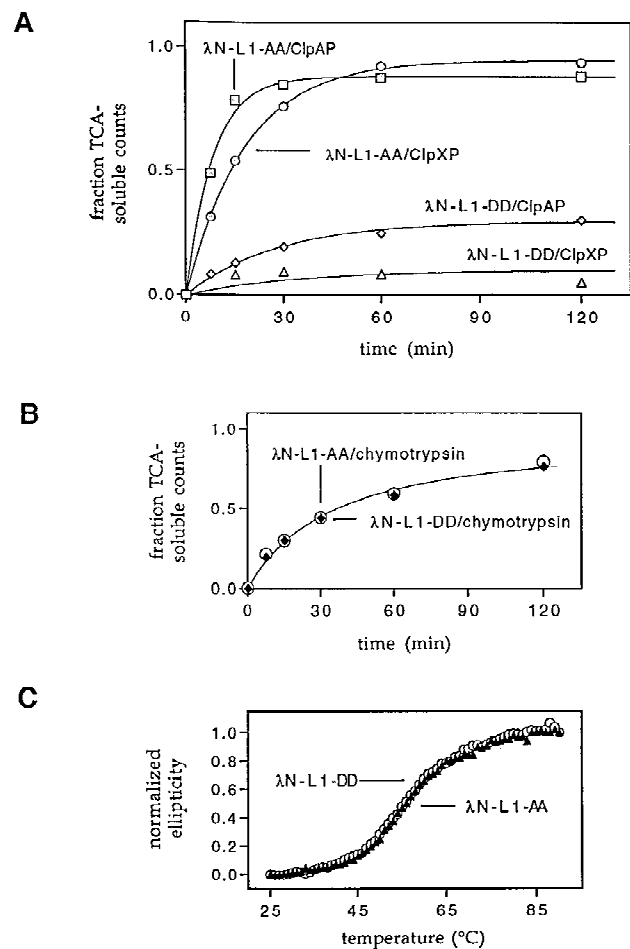 A
fraction TCA-
soluble counts
1.0
0.5
0.0
λN-L1-AA/ClpAP
λN-L1-AA/ClpXP
λN-L1-DD/ClpAP
λN-L1-DD/ClpXP
0 30 60 90 120
time (min)
B
fraction TCA-
soluble counts
1.0
0.5
0.0
λN-L1-AA/chymotrypsin
λN-L1-DD/chymotrypsin
0 30 60 90 120
time (min)
C
normalized
ellipticity
1.0
0.8
0.6
0.4
0.2
0.0
λN-L1-DD
λN-L1-AA
25 45 65 85
temperature (°C)